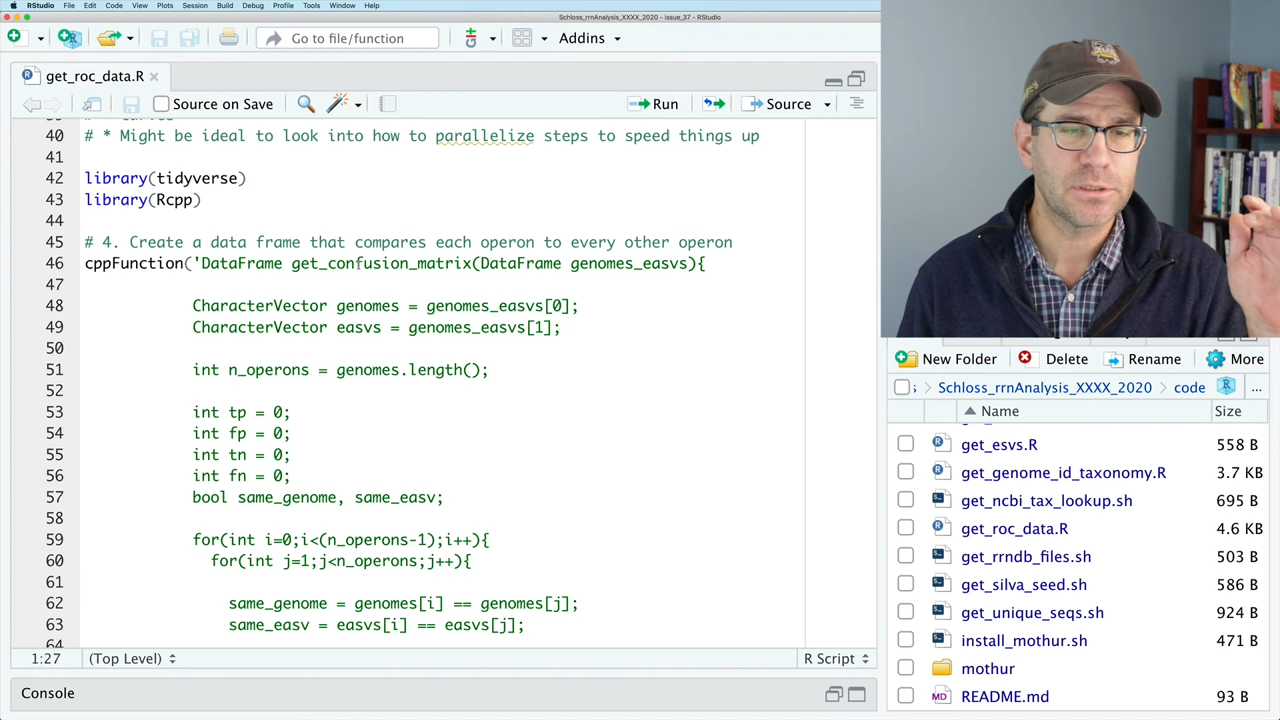 RStudio File Edit Code View Plots Session Build Debug Profile Tools Window Help
Schloss_rrnAnalysis_XXXX_2020 - issue_37 - RStudio
Go to file/function
Addins
get_roc_data.R
Source on Save
Run
Source
40 # * Might be ideal to look into how to parallelize steps to speed things up
41
42 library(tidyverse)
43 library(Rcpp)
44
45 # 4. Create a data frame that compares each operon to every other operon
46 cppFunction('DataFrame get_confusion_matrix(DataFrame genomes_easvs){
47
48 CharacterVector genomes = genomes_easvs[0];
49 CharacterVector easvs = genomes_easvs[1];
50
51 int n_operons = genomes.length();
52
53 int tp = 0;
54 int fp = 0;
55 int tn = 0;
56 int fn = 0;
57 bool same_genome, same_easv;
58
59 for(int i=0;i<(n_operons-1);i++){
60 for(int j=1;j<n_operons;j++){
61
62 same_genome = genomes[i] == genomes[j];
63 same_easv = easvs[i] == easvs[j];
1:27 (Top Level) R Script
Console
New Folder Delete Rename More
Schloss_rrnAnalysis_XXXX_2020 > code ...
Name Size
get_esvs.R 558 B
get_genome_id_taxonomy.R 3.7 KB
get_ncbi_tax_lookup.sh 695 B
get_roc_data.R 4.6 KB
get_rrndb_files.sh 503 B
get_silva_seed.sh 586 B
get_unique_seqs.sh 924 B
install_mothur.sh 471 B
mothur
README.md 93 B